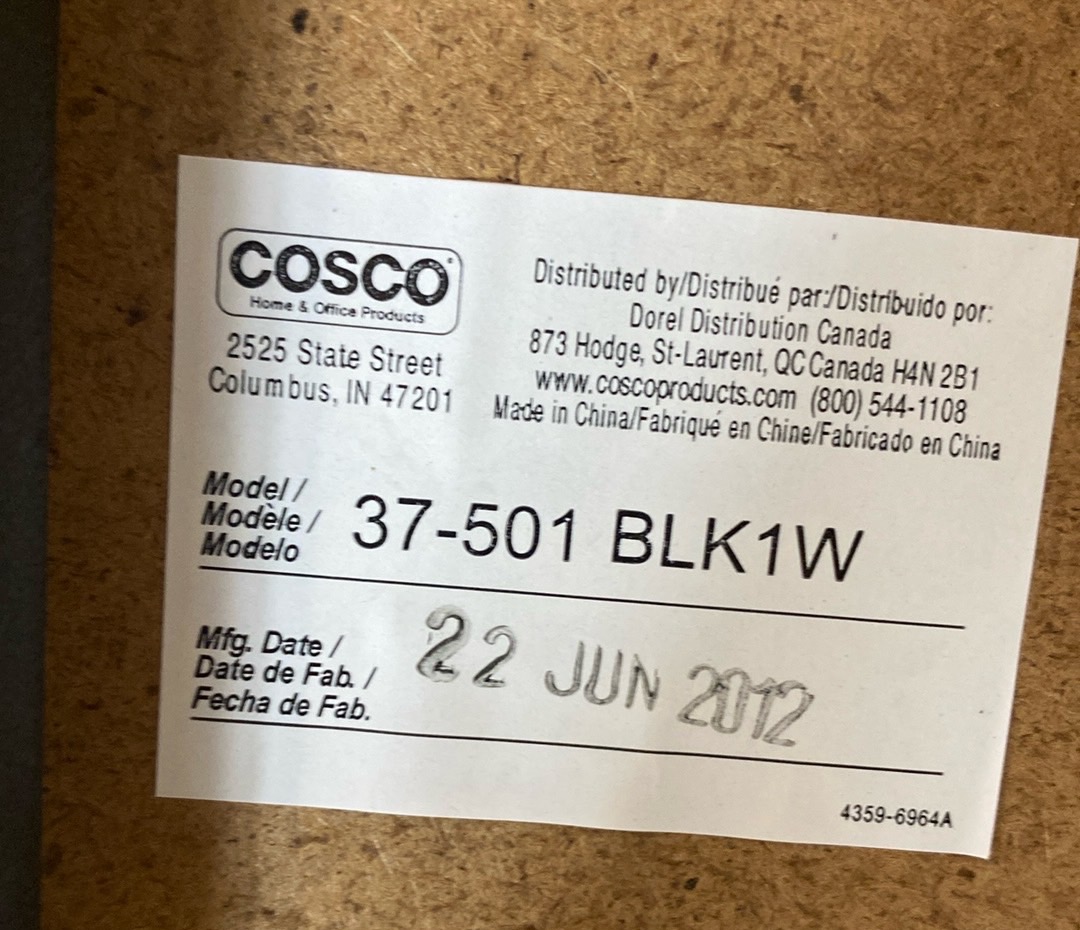 COSCO
Home & Office Products
2525 State Street
Columbus, IN 47201
Distributed by/Distribué par:/Distribuido por:
Dorel Distribution Canada
873 Hodge, St-Laurent, QC Canada H4N 2B1
www.coscoproducts.com (800) 544-1108
Made in China/Fabriqué en Chine/Fabricado en China
Model /
Modèle /
Modelo
37-501 BLK1W
Mfg. Date /
Date de Fab. /
Fecha de Fab.
22 JUN 2012
4359-6964A